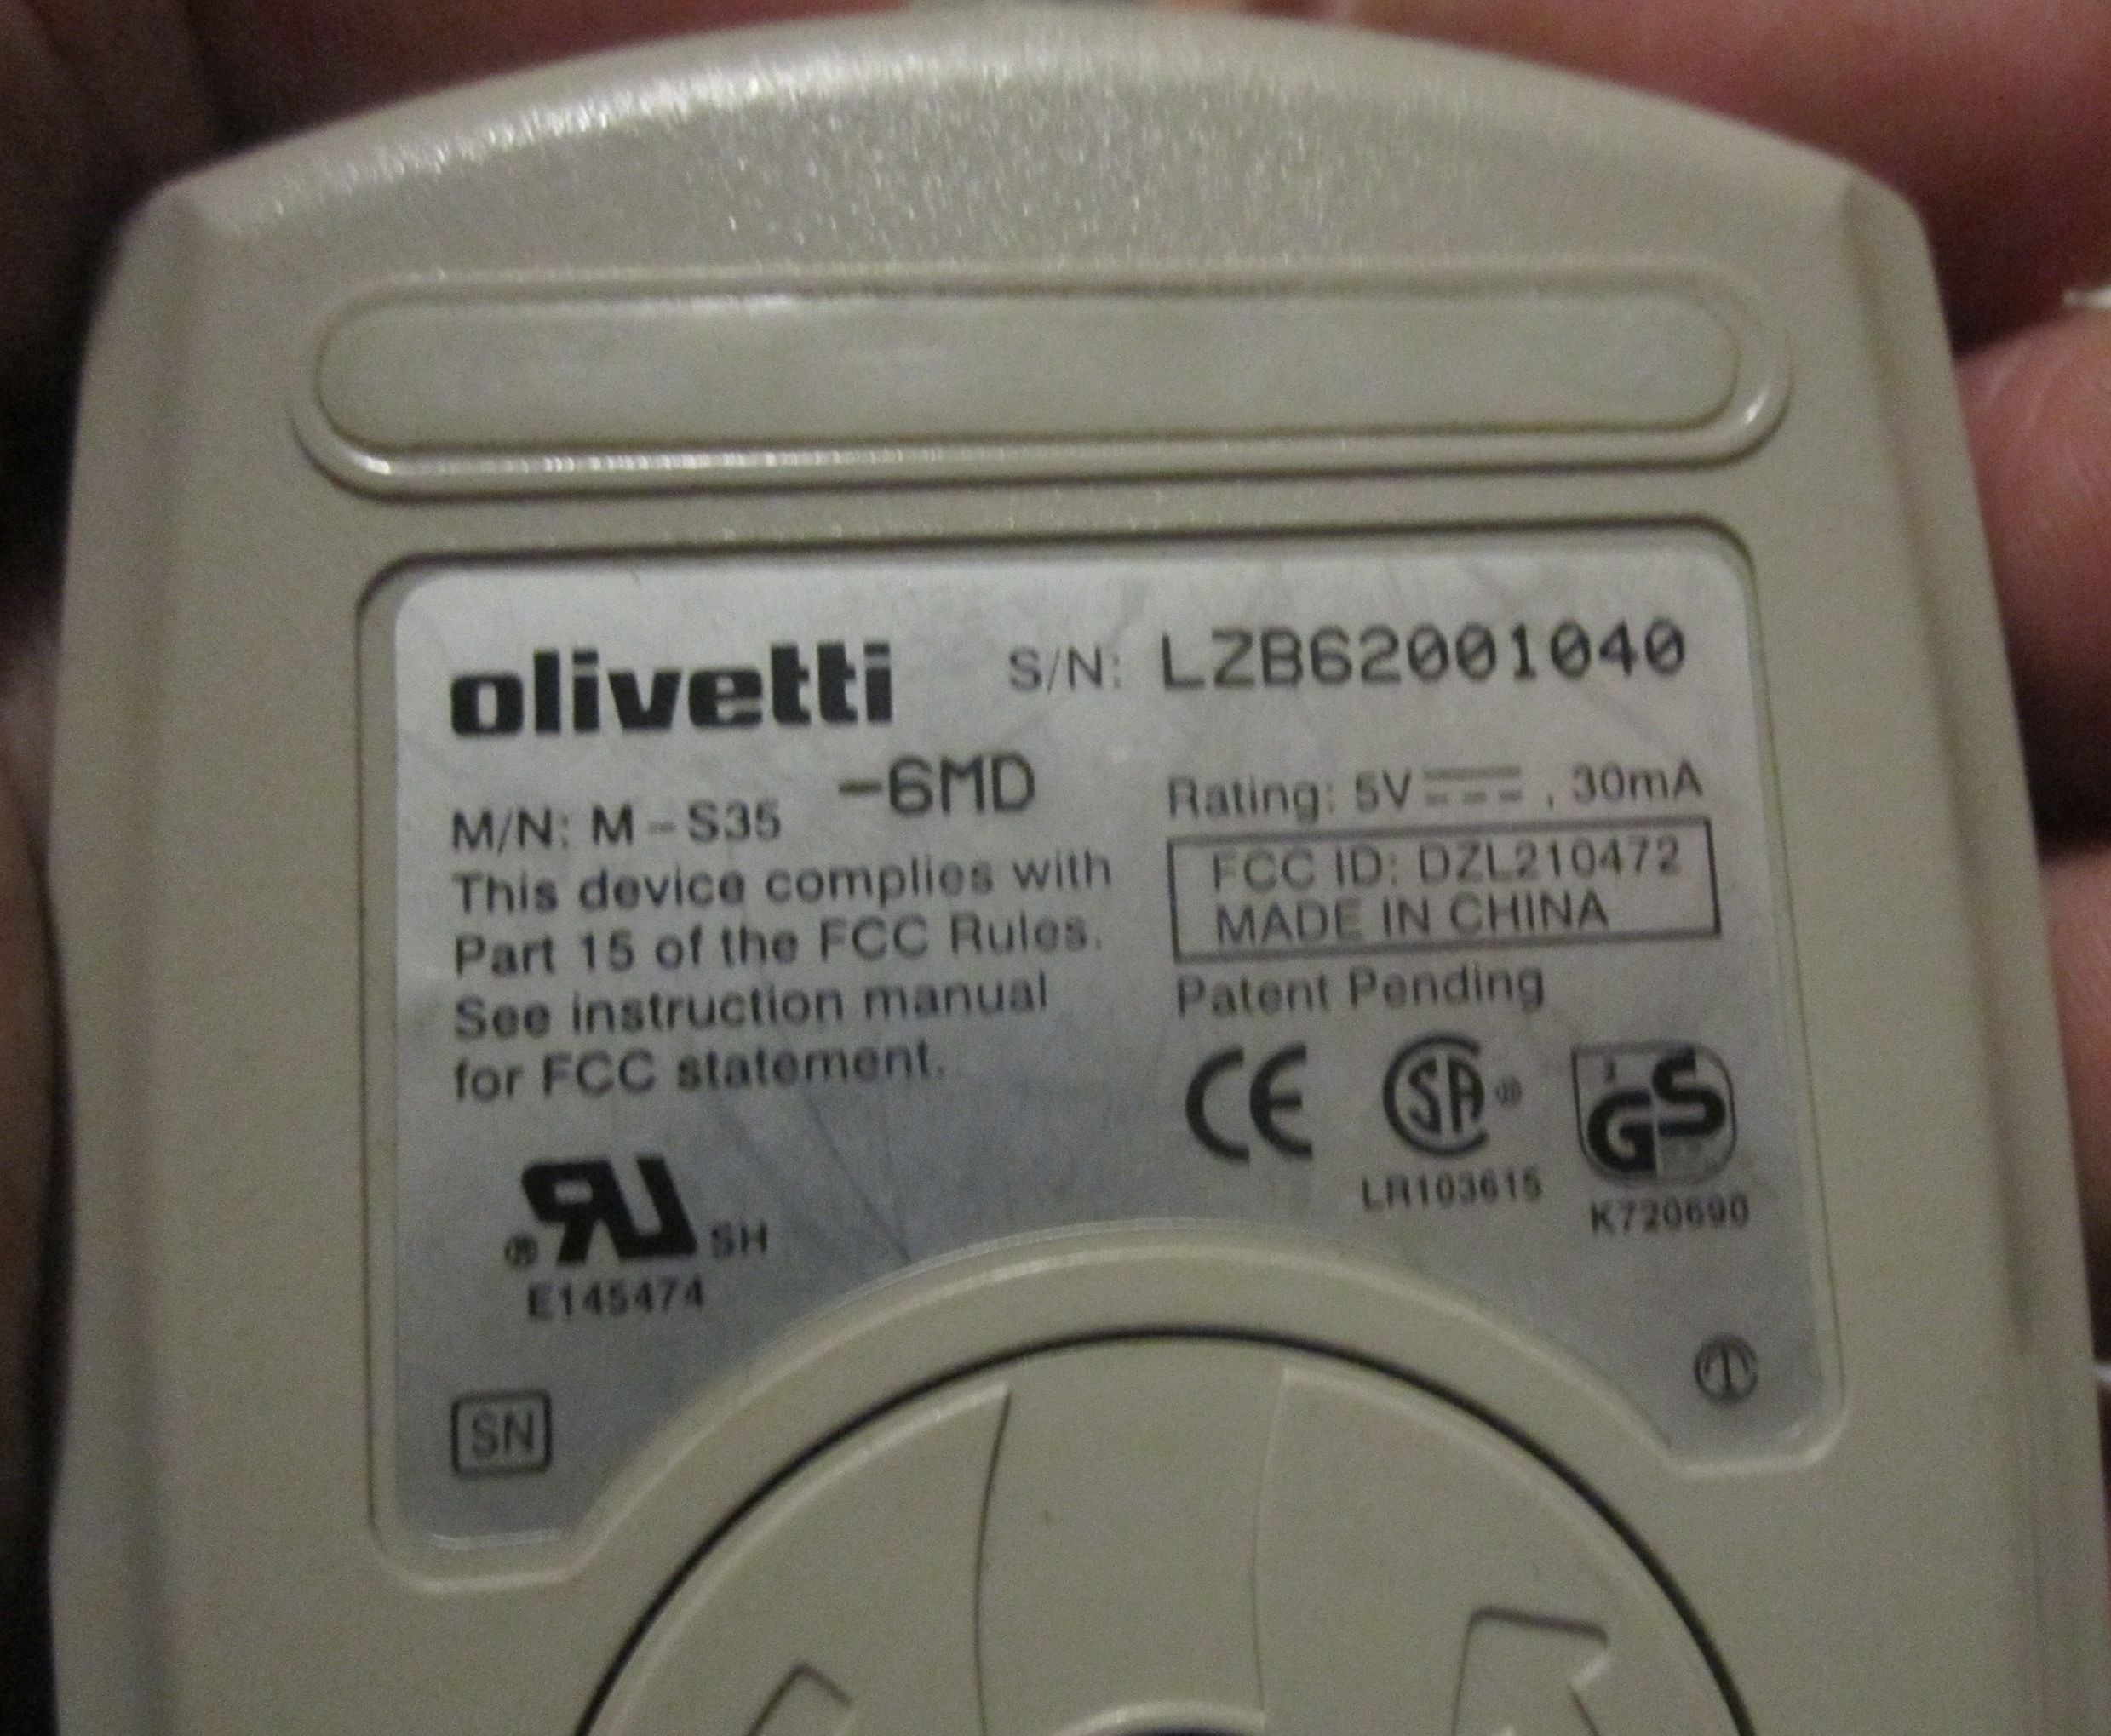 olivetti S/N: LZB62001040
M/N: M-S35 -6MD
This device complies with
Part 15 of the FCC Rules.
See instruction manual
for FCC statement.
Rating: 5V ⎓, 30mA
FCC ID: DZL210472
MADE IN CHINA
Patent Pending
CE SA® GS
LR103615
K720690
® RU SH
E145474
SN